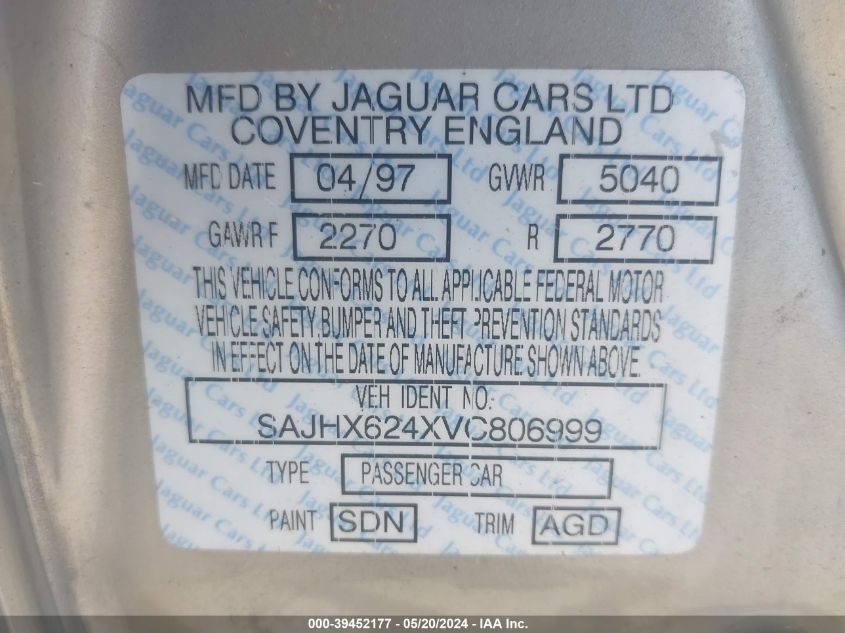 MFD BY JAGUAR CARS LTD
COVENTRY ENGLAND
MFD DATE 04/97 GVWR 5040
GAWR F 2270 R 2770
THIS VEHICLE CONFORMS TO ALL APPLICABLE FEDERAL MOTOR
VEHICLE SAFETY BUMPER AND THEFT PREVENTION STANDARDS
IN EFFECT ON THE DATE OF MANUFACTURE SHOWN ABOVE.
VEH IDENT NO:
SAJHX624XVC806999
TYPE PASSENGER CAR
PAINT SDN TRIM AGD
000-39452177 - 05/20/2024 - IAA Inc.